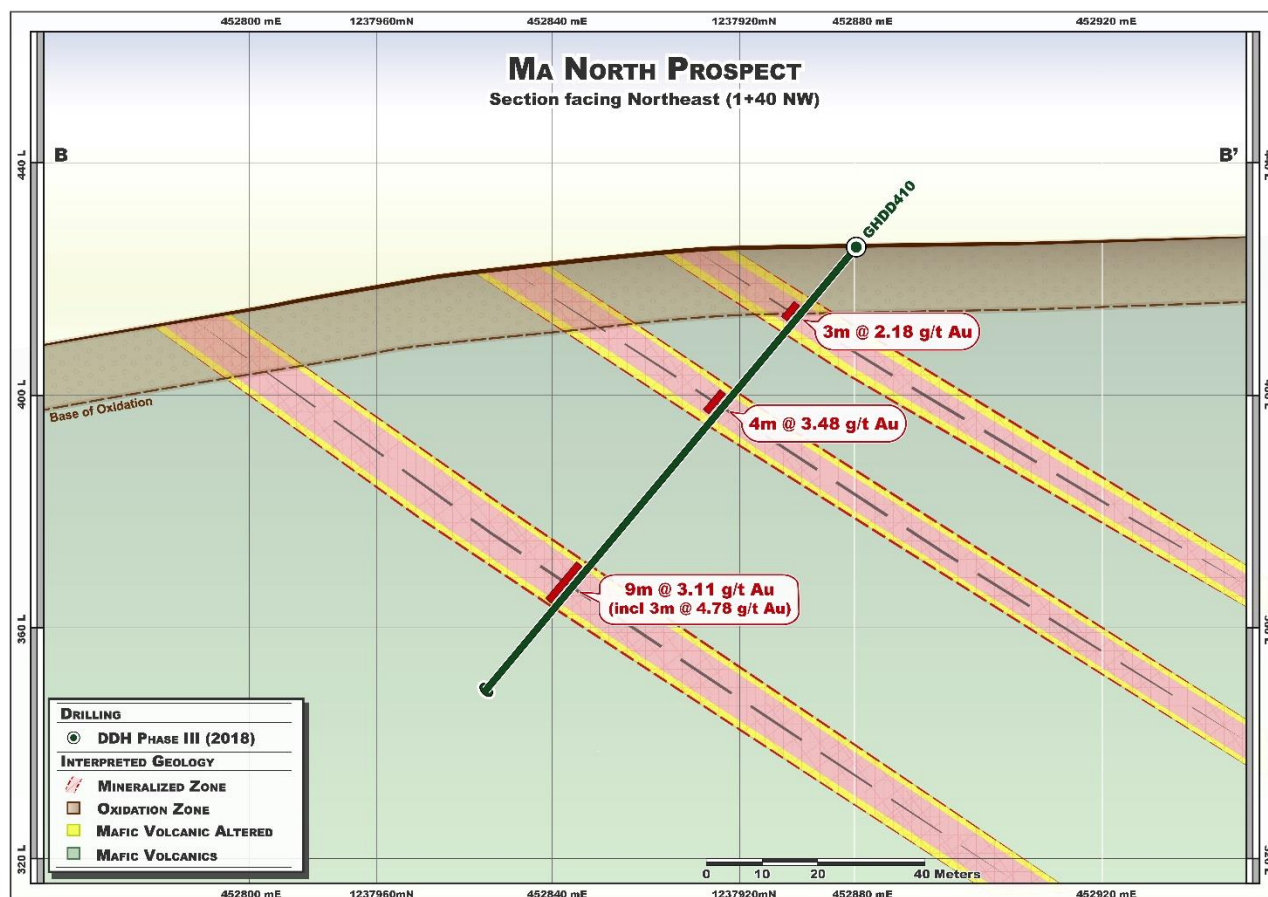 452800 mE 1237960mN 452840 mE 1237920mN 452880 mE 452920 mE
MA NORTH PROSPECT
Section facing Northeast (1+40 NW)
B B'
440 L
GHDD410
3m @ 2.18 g/t Au
400 L
Base of Oxidation
4m @ 3.48 g/t Au
9m @ 3.11 g/t Au
(incl 3m @ 4.78 g/t Au)
360 L
DRILLING
DDH PHASE III (2018)
INTERPRETED GEOLOGY
MINERALIZED ZONE
OXIDATION ZONE
MAFIC VOLCANIC ALTERED
MAFIC VOLCANICS
320 L
0 10 20 40 Meters
452800 mE 1237960mN 452840 mE 1237920mN 452880 mE 452920 mE